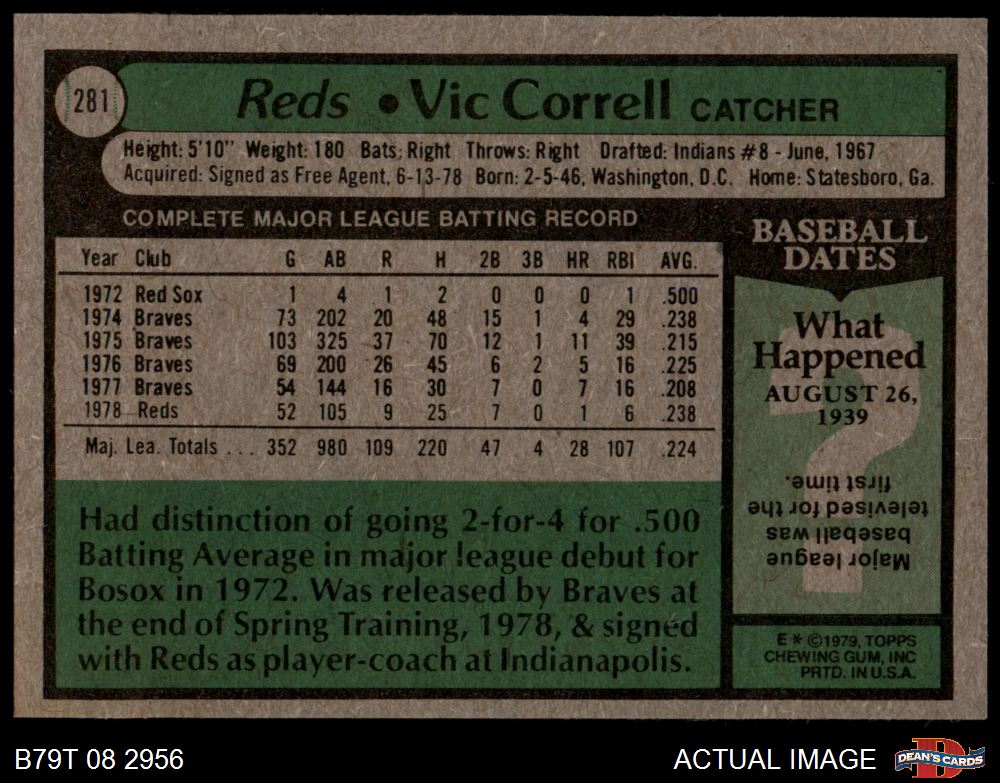 281
Reds • Vic Correll CATCHER
Height: 5'10" Weight: 180 Bats: Right Throws: Right Drafted: Indians #8 - June, 1967
Acquired: Signed as Free Agent, 6-13-78 Born: 2-5-46, Washington, D.C. Home: Statesboro, Ga.
COMPLETE MAJOR LEAGUE BATTING RECORD
Year Club G AB R H 2B 3B HR RBI AVG.
1972 Red Sox 1 4 1 2 0 0 0 1 .500
1974 Braves 73 202 20 48 15 1 4 29 .238
1975 Braves 103 325 37 70 12 1 11 39 .215
1976 Braves 69 200 26 45 6 2 5 16 .225
1977 Braves 54 144 16 30 7 0 7 16 .208
1978 Reds 52 105 9 25 7 0 1 6 .238
Maj. Lea. Totals . . . 352 980 109 220 47 4 28 107 .224
Had distinction of going 2-for-4 for .500
Batting Average in major league debut for
Bosox in 1972. Was released by Braves at
the end of Spring Training, 1978, & signed
with Reds as player-coach at Indianapolis.
BASEBALL
DATES
?
What
Happened
AUGUST 26,
1939
Major league
baseball was
televised for the
first time.
E * ©1979, TOPPS
CHEWING GUM, INC
PRTD. IN U.S.A.
B79T 08 2956
ACTUAL IMAGE
D
DEAN'S CARDS